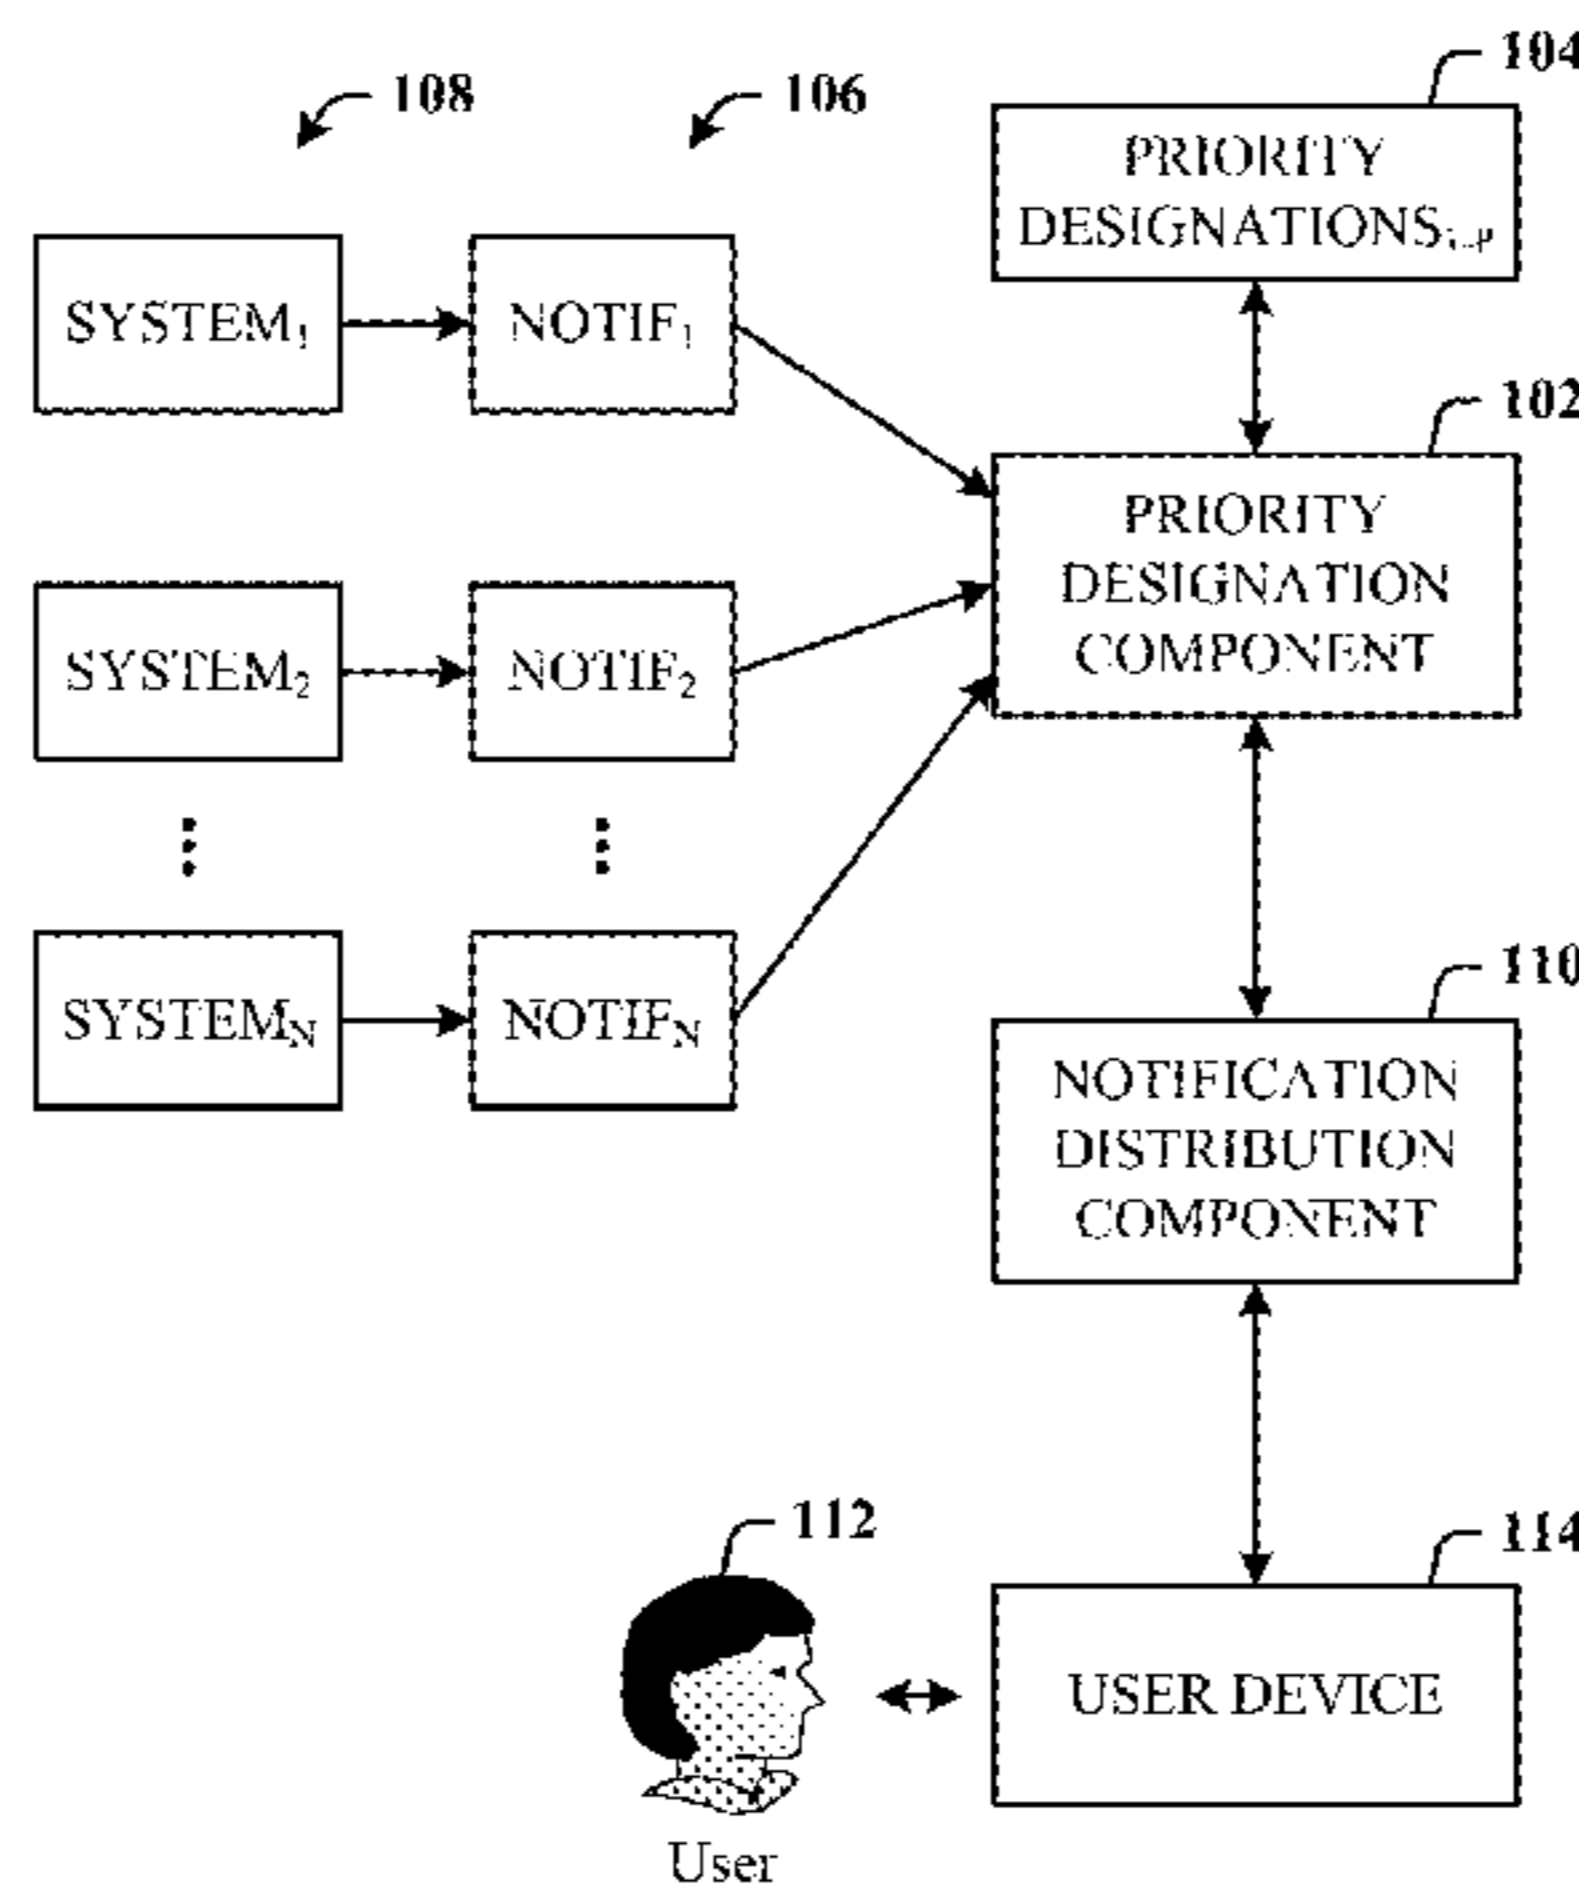 108
106
104
PRIORITY
DESIGNATIONS
SYSTEM1
NOTIF1
102
PRIORITY
DESIGNATION
COMPONENT
SYSTEM2
NOTIF2
110
SYSTEMN
NOTIFN
NOTIFICATION
DISTRIBUTION
COMPONENT
112
114
USER DEVICE
User